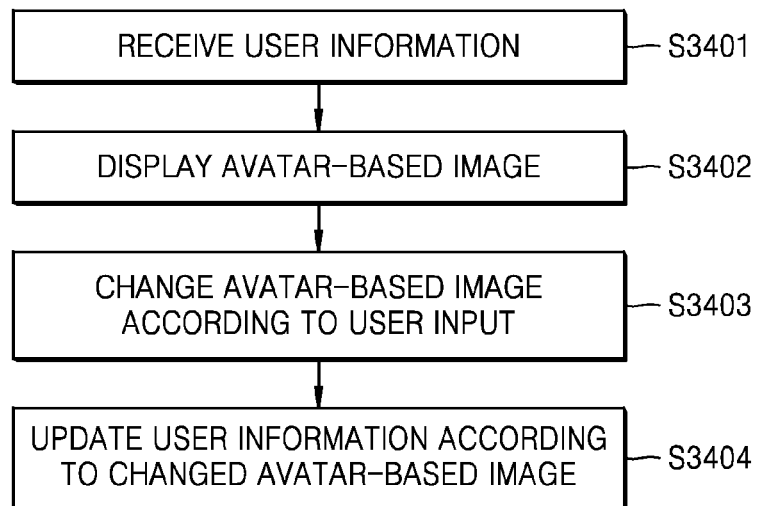 RECEIVE USER INFORMATION S3401
DISPLAY AVATAR-BASED IMAGE S3402
CHANGE AVATAR-BASED IMAGE
ACCORDING TO USER INPUT
S3403
UPDATE USER INFORMATION ACCORDING
TO CHANGED AVATAR-BASED IMAGE
S3404